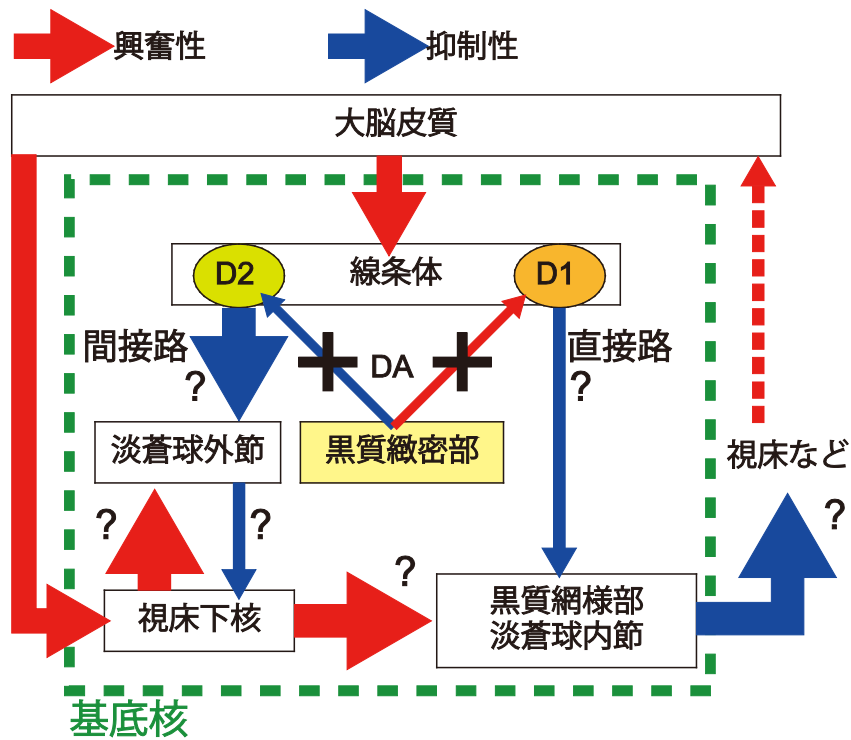 興奮性
抑制性
大脳皮質
D2
線条体
D1
間接路
?
DA
直接路
?
淡蒼球外節
黒質緻密部
視床など
?
?
?
?
視床下核
黒質網様部
淡蒼球内節
基底核